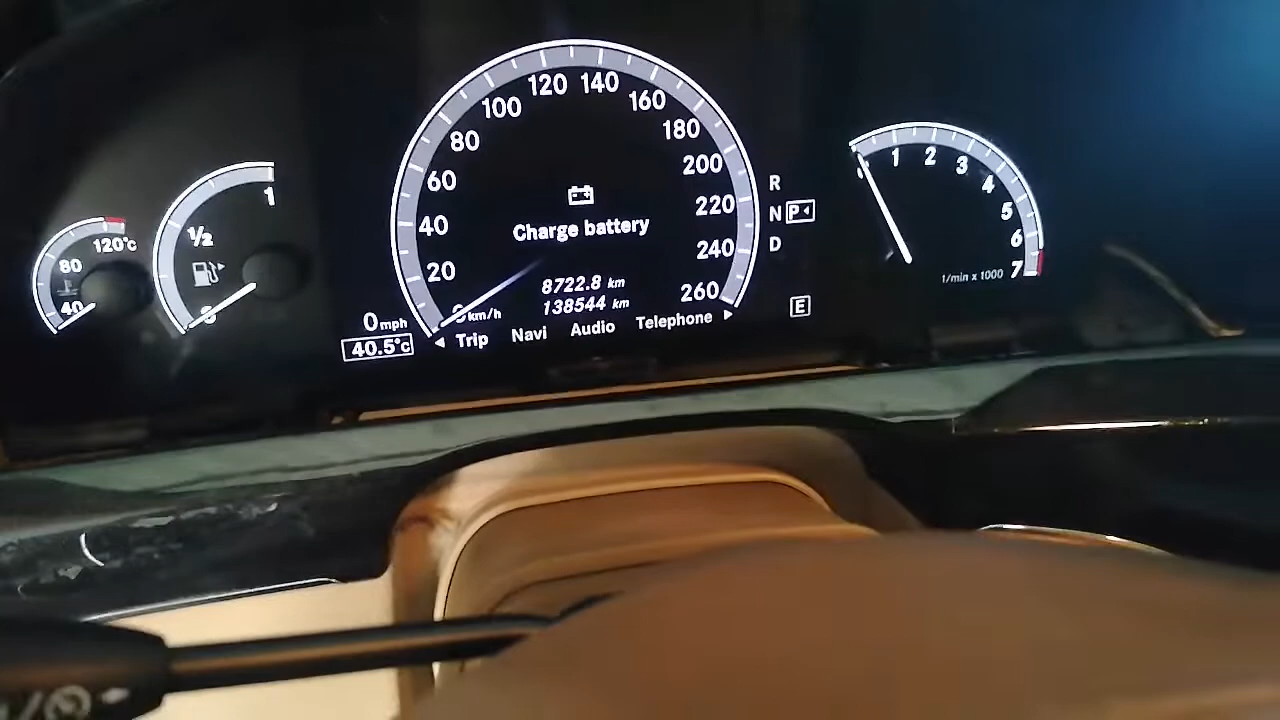 120°C
80
40
1
1/2
0
0
20
40
60
80
100
120
140
160
180
200
220
240
260
km/h
Charge battery
8722.8 km
138544 km
0 mph
40.5°C
◄ Trip Navi Audio Telephone ►
R
N P◄
D
E
1
2
3
4
5
6
7
1/min x 1000